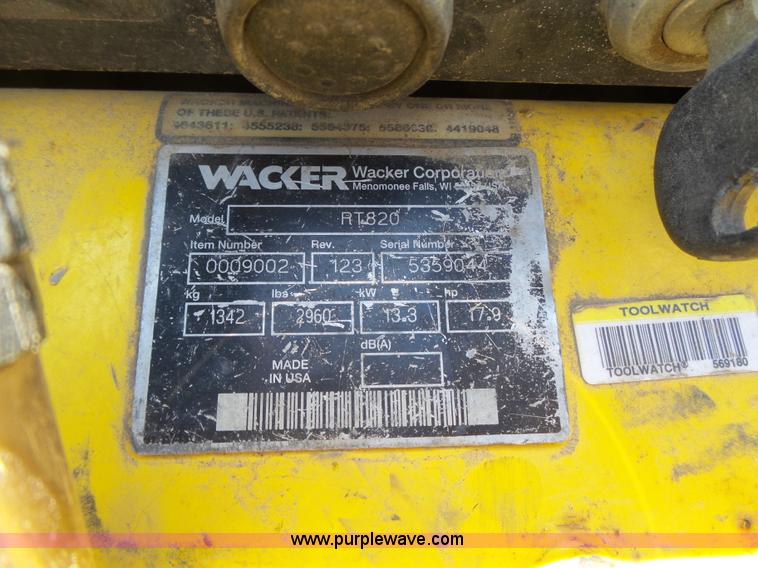 WACKER
OF THESE U.S. PATENTS:
4643611; 4555238; 4419048
WACKER Wacker Corporation
Menomonee Falls, WI USA
Model RT820
Item Number Rev. Serial Number
0009002 123 5359044
kg lbs kW hp
1342 2960 13.3 17.9
dB(A)
MADE
IN USA
TOOLWATCH
TOOLWATCH® 569180
www.purplewave.com